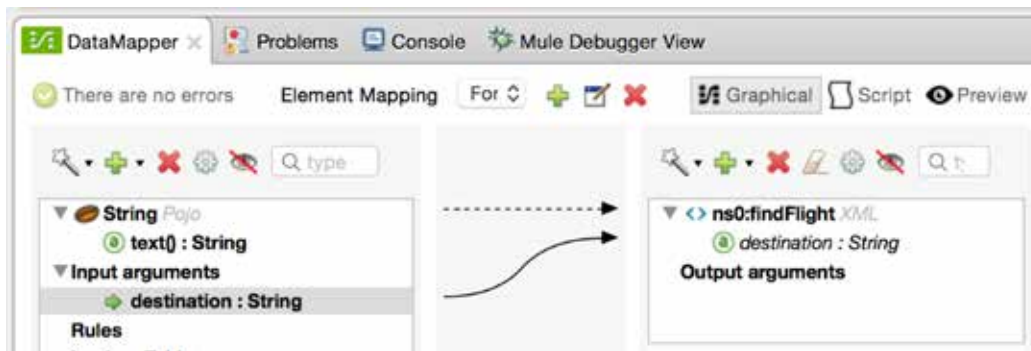 DataMapper Problems Console Mule Debugger View
There are no errors Element Mapping For Graphical Script Preview
type
String Pojo ns0:findFlight XML
text() : String destination : String
Input arguments Output arguments
destination : String
Rules